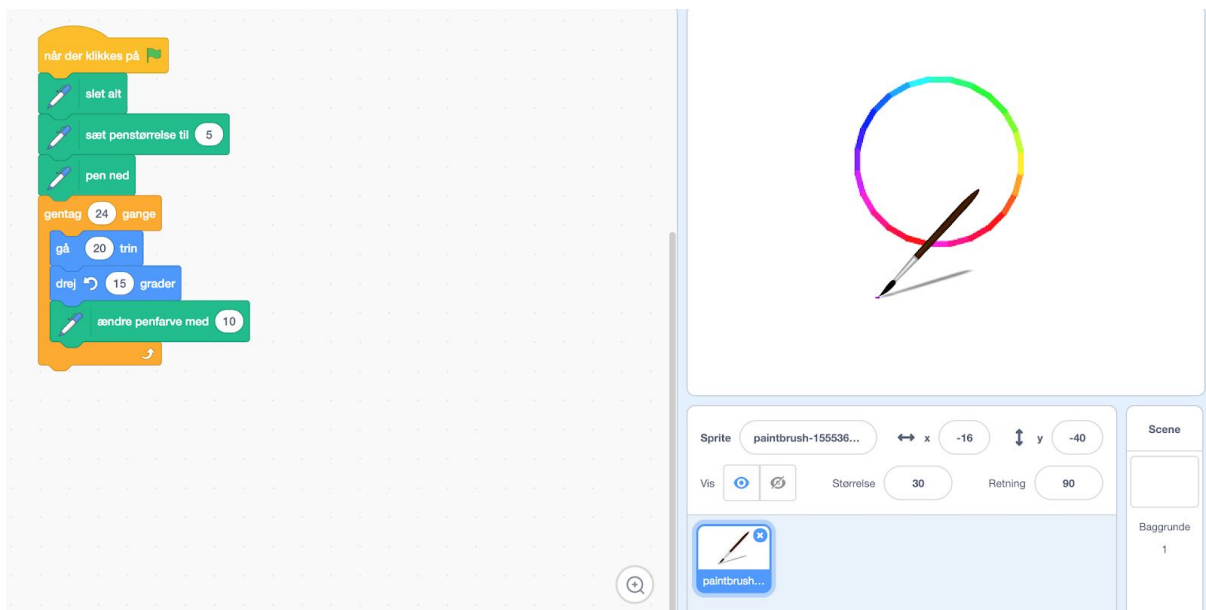 når der klikkes på
slet alt
sæt penstørrelse til 5
pen ned
gentag 24 gange
gå 20 trin
drej 15 grader
ændre penfarve med 10
Sprite paintbrush-155536... x -16 y -40
Vis Størrelse 30 Retning 90
paintbrush...
Scene
Baggrunde
1